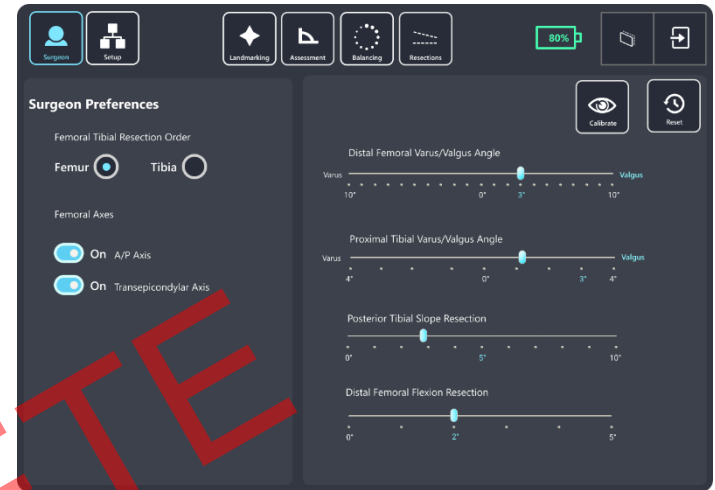 Surgeon
Setup
Landmarking
Assessment
Balancing
Resections
80%
Surgeon Preferences
Femoral Tibial Resection Order
Femur
Tibia
Femoral Axes
On A/P Axis
On Transepicondylar Axis
Calibrate
Reset
Distal Femoral Varus/Valgus Angle
Varus
Valgus
10° 0° 3° 10°
Proximal Tibial Varus/Valgus Angle
Varus
Valgus
4° 0° 3° 4°
Posterior Tibial Slope Resection
0° 5° 10°
Distal Femoral Flexion Resection
0° 2° 5°
TE